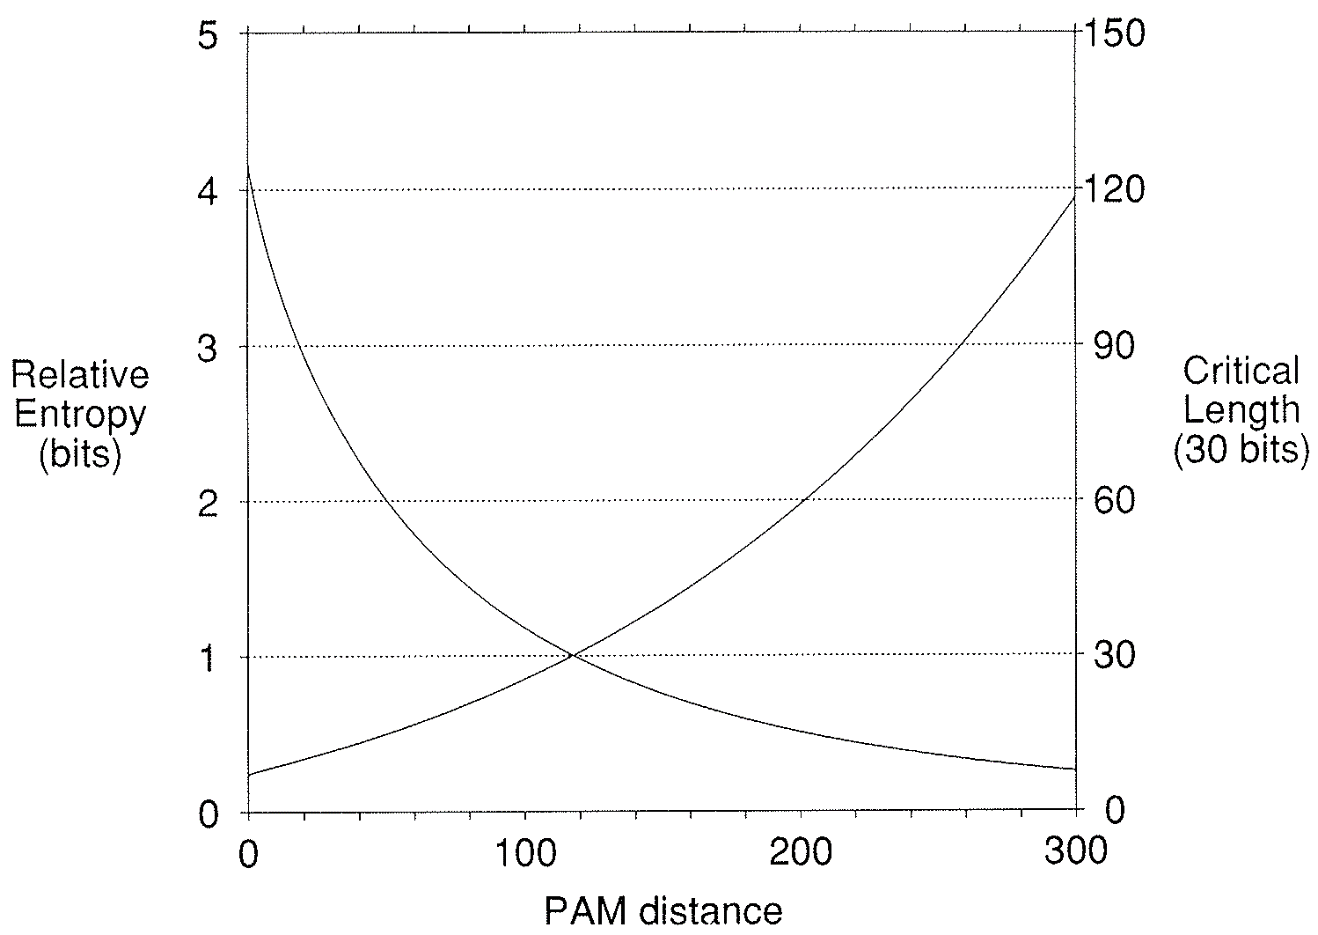 5
4
3
2
1
0
Relative
Entropy
(bits)
150
120
90
60
30
0
Critical
Length
(30 bits)
0 100 200 300
PAM distance